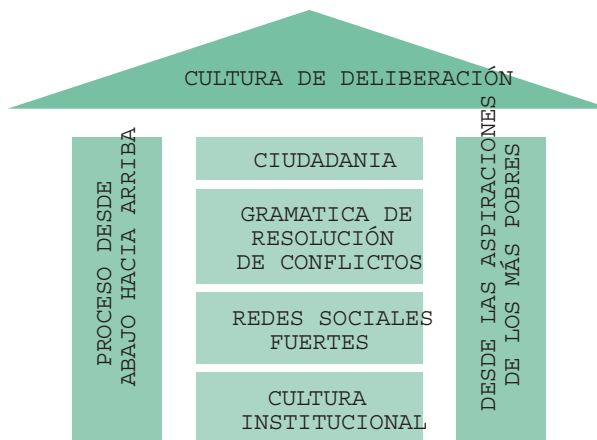 CULTURA DE DELIBERACIÓN
PROCESO DESDE
ABAJO HACIA ARRIBA
CIUDADANIA
GRAMATICA DE
RESOLUCIÓN
DE CONFLICTOS
REDES SOCIALES
FUERTES
CULTURA
INSTITUCIONAL
DESDE LAS ASPIRACIONES
DE LOS MÁS POBRES